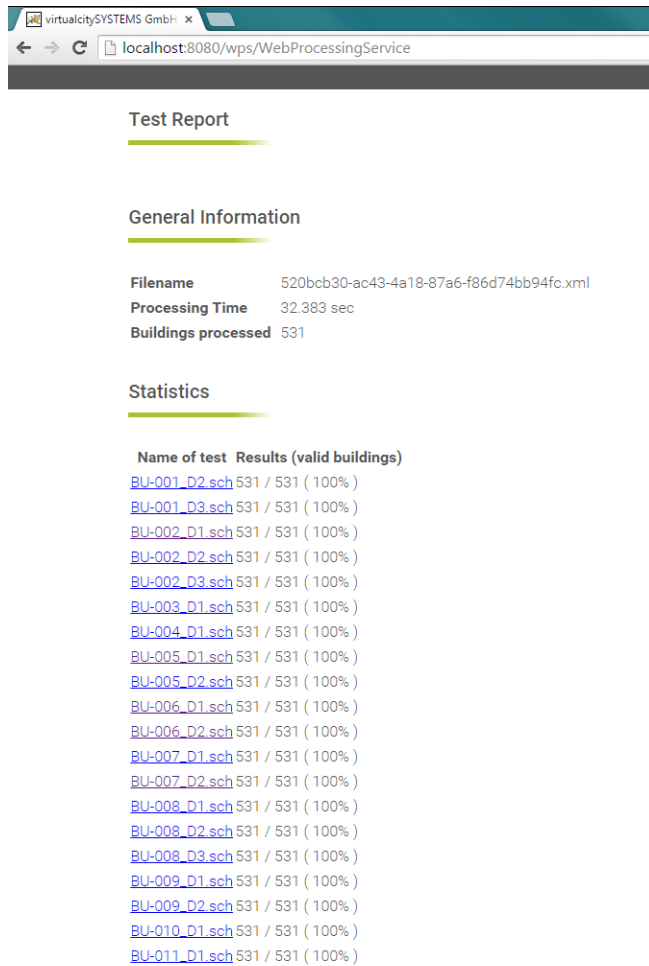 virtualcitySYSTEMS GmbH
localhost:8080/wps/WebProcessingService
Test Report
General Information
Filename 520bcb30-ac43-4a18-87a6-f86d74bb94fc.xml
Processing Time 32.383 sec
Buildings processed 531
Statistics
Name of test Results (valid buildings)
BU-001_D2.sch 531 / 531 ( 100% )
BU-001_D3.sch 531 / 531 ( 100% )
BU-002_D1.sch 531 / 531 ( 100% )
BU-002_D2.sch 531 / 531 ( 100% )
BU-002_D3.sch 531 / 531 ( 100% )
BU-003_D1.sch 531 / 531 ( 100% )
BU-004_D1.sch 531 / 531 ( 100% )
BU-005_D1.sch 531 / 531 ( 100% )
BU-005_D2.sch 531 / 531 ( 100% )
BU-006_D1.sch 531 / 531 ( 100% )
BU-006_D2.sch 531 / 531 ( 100% )
BU-007_D1.sch 531 / 531 ( 100% )
BU-007_D2.sch 531 / 531 ( 100% )
BU-008_D1.sch 531 / 531 ( 100% )
BU-008_D2.sch 531 / 531 ( 100% )
BU-008_D3.sch 531 / 531 ( 100% )
BU-009_D1.sch 531 / 531 ( 100% )
BU-009_D2.sch 531 / 531 ( 100% )
BU-010_D1.sch 531 / 531 ( 100% )
BU-011_D1.sch 531 / 531 ( 100% )